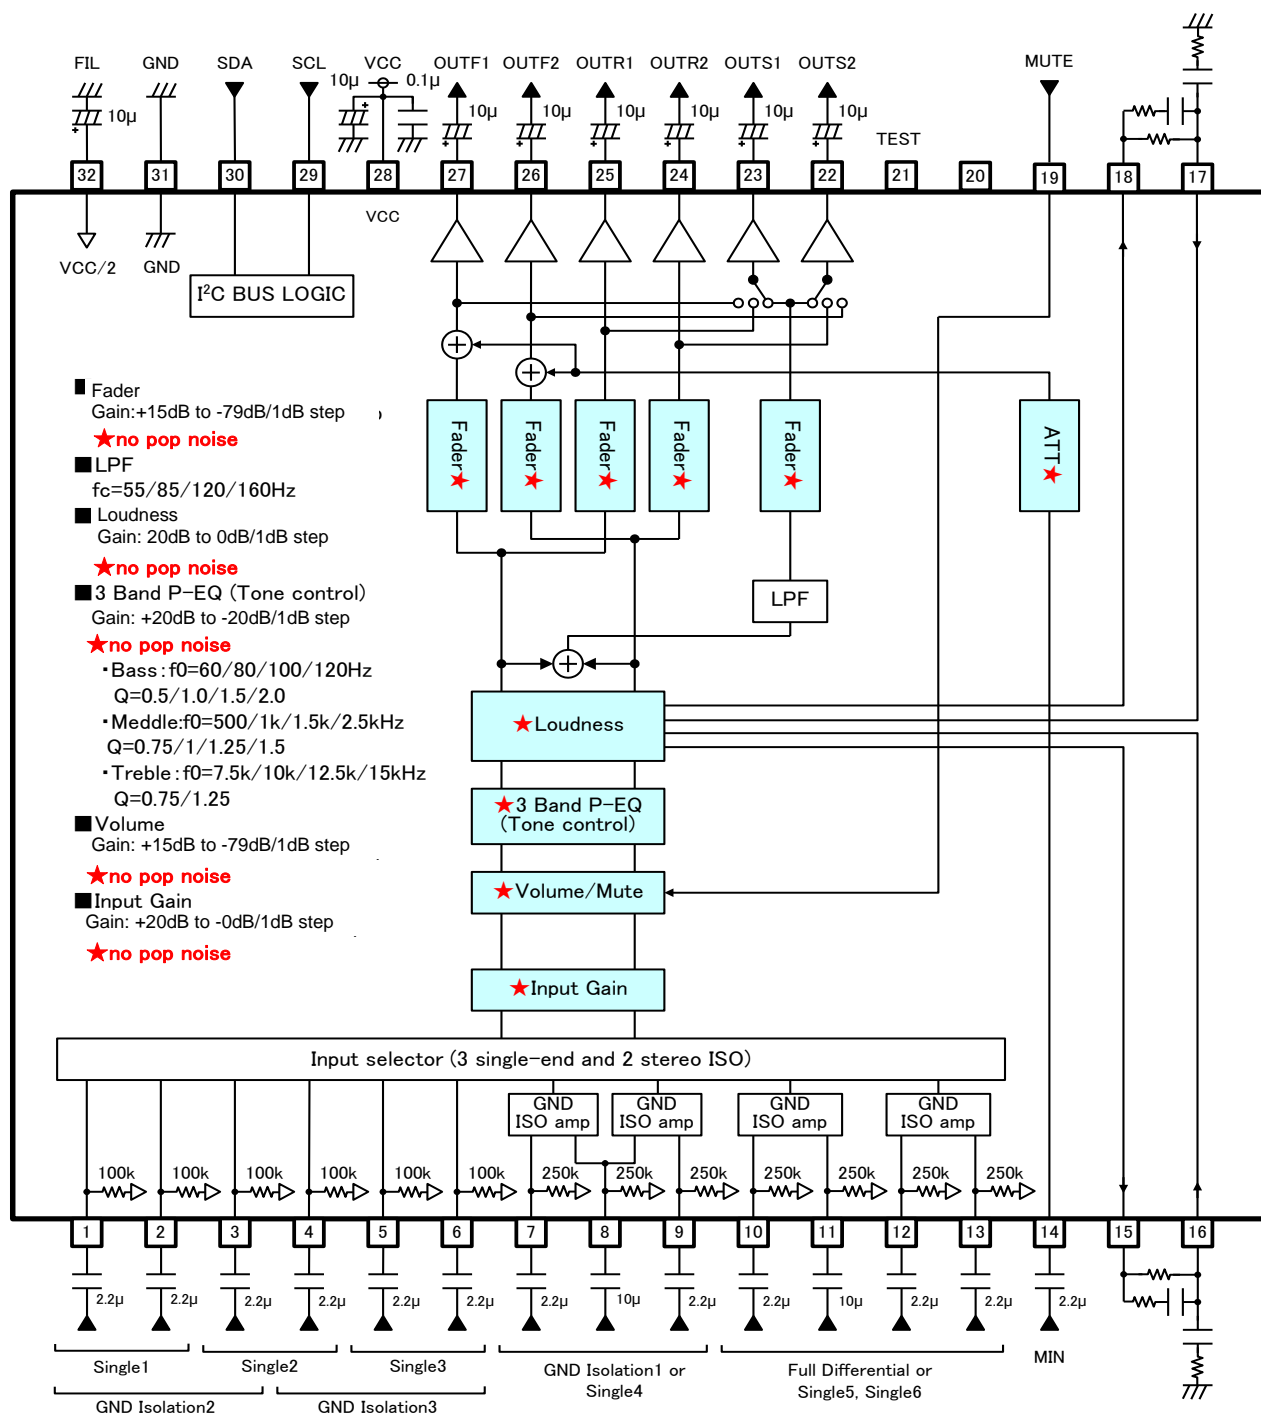 FIL GND SDA SCL VCC OUTF1 OUTF2 OUTR1 OUTR2 OUTS1 OUTS2 MUTE
10μ 10μ 0.1μ 10μ 10μ 10μ 10μ 10μ 10μ
TEST
32 31 30 29 28 27 26 25 24 23 22 21 20 19 18 17
VCC
VCC/2 GND
I²C BUS LOGIC
■ Fader
Gain:+15dB to -79dB/1dB step
★no pop noise
■LPF
fc=55/85/120/160Hz
■ Loudness
Gain: 20dB to 0dB/1dB step
★no pop noise
■3 Band P-EQ (Tone control)
Gain: +20dB to -20dB/1dB step
★no pop noise
・Bass:f0=60/80/100/120Hz
Q=0.5/1.0/1.5/2.0
・Meddle:f0=500/1k/1.5k/2.5kHz
Q=0.75/1/1.25/1.5
・Treble:f0=7.5k/10k/12.5k/15kHz
Q=0.75/1.25
■Volume
Gain: +15dB to -79dB/1dB step
★no pop noise
■Input Gain
Gain: +20dB to -0dB/1dB step
★no pop noise
Fader★ Fader★ Fader★ Fader★ Fader★ ATT★
LPF
★Loudness
★3 Band P-EQ
(Tone control)
★Volume/Mute
★Input Gain
Input selector (3 single-end and 2 stereo ISO)
GND GND GND GND
ISO amp ISO amp ISO amp ISO amp
100k 100k 100k 100k 100k 100k 250k 250k 250k 250k 250k 250k 250k
1 2 3 4 5 6 7 8 9 10 11 12 13 14 15 16
2.2μ 2.2μ 2.2μ 2.2μ 2.2μ 2.2μ 2.2μ 10μ 2.2μ 2.2μ 10μ 2.2μ 2.2μ 2.2μ
Single1 Single2 Single3 GND Isolation1 or Full Differential or MIN
Single4 Single5, Single6
GND Isolation2 GND Isolation3